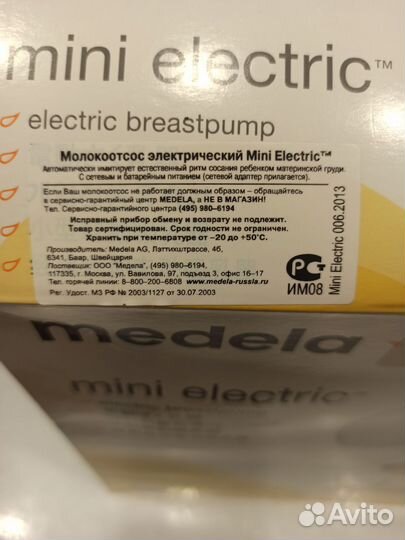 mini electric™
electric breastpump
Молокоотсос электрический Mini Electric™
Автоматически имитирует естественный ритм сосания ребенком материнской груди.
С сетевым и батарейным питанием (сетевой адаптер прилагается).
Если Ваш молокоотсос не работает должным образом – обращайтесь
в сервисно-гарантийный центр MEDELA, а НЕ В МАГАЗИН!
Тел. Сервисно-гарантийного центра (495) 980–6194
Исправный прибор обмену и возврату не подлежит.
Товар сертифицирован. Срок годности не ограничен.
Хранить при температуре от –20 до +50°С.
Производитель: Medela AG, Латтихштрассе, 4б,
6341, Баар, Швейцария
Поставщик: ООО "Медела", (495) 980–6194,
117335, г. Москва, ул. Вавилова, 97, подъезд 3, офис 16–17
Тел. горячей линии: 8–800–200–6808 www.medela-russia.ru
Рег. Удост. МЗ РФ № 2003/1127 от 30.07.2003
ИМ08
Mini Electric 006.2013
medela
mini electric™
Avito